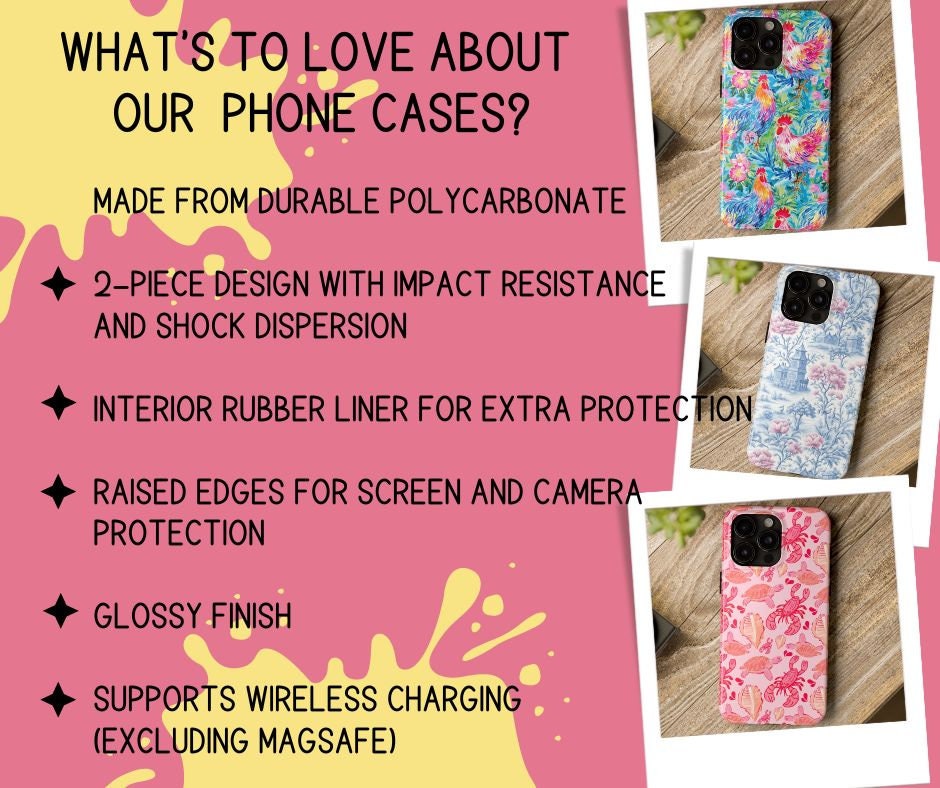 WHAT'S TO LOVE ABOUT
OUR PHONE CASES?
MADE FROM DURABLE POLYCARBONATE
2-PIECE DESIGN WITH IMPACT RESISTANCE
AND SHOCK DISPERSION
INTERIOR RUBBER LINER FOR EXTRA PROTECTION
RAISED EDGES FOR SCREEN AND CAMERA
PROTECTION
GLOSSY FINISH
SUPPORTS WIRELESS CHARGING
(EXCLUDING MAGSAFE)